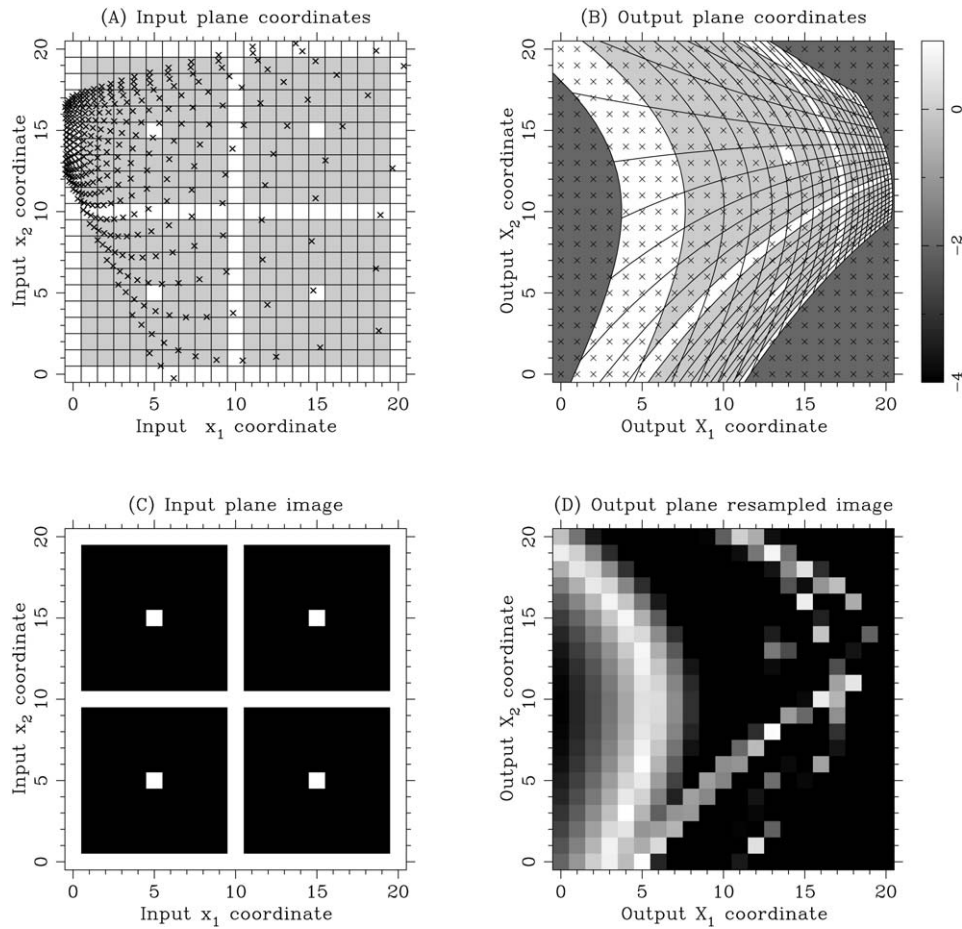 (A) Input plane coordinates
(B) Output plane coordinates
20
15
10
5
0
Input x2 coordinate
0 5 10 15 20
Input x1 coordinate
20
15
10
5
0
Output X2 coordinate
0 5 10 15 20
Output X1 coordinate
0
−2
−4
(C) Input plane image
(D) Output plane resampled image
20
15
10
5
0
Input x2 coordinate
0 5 10 15 20
Input x1 coordinate
20
15
10
5
0
Output X2 coordinate
0 5 10 15 20
Output X1 coordinate